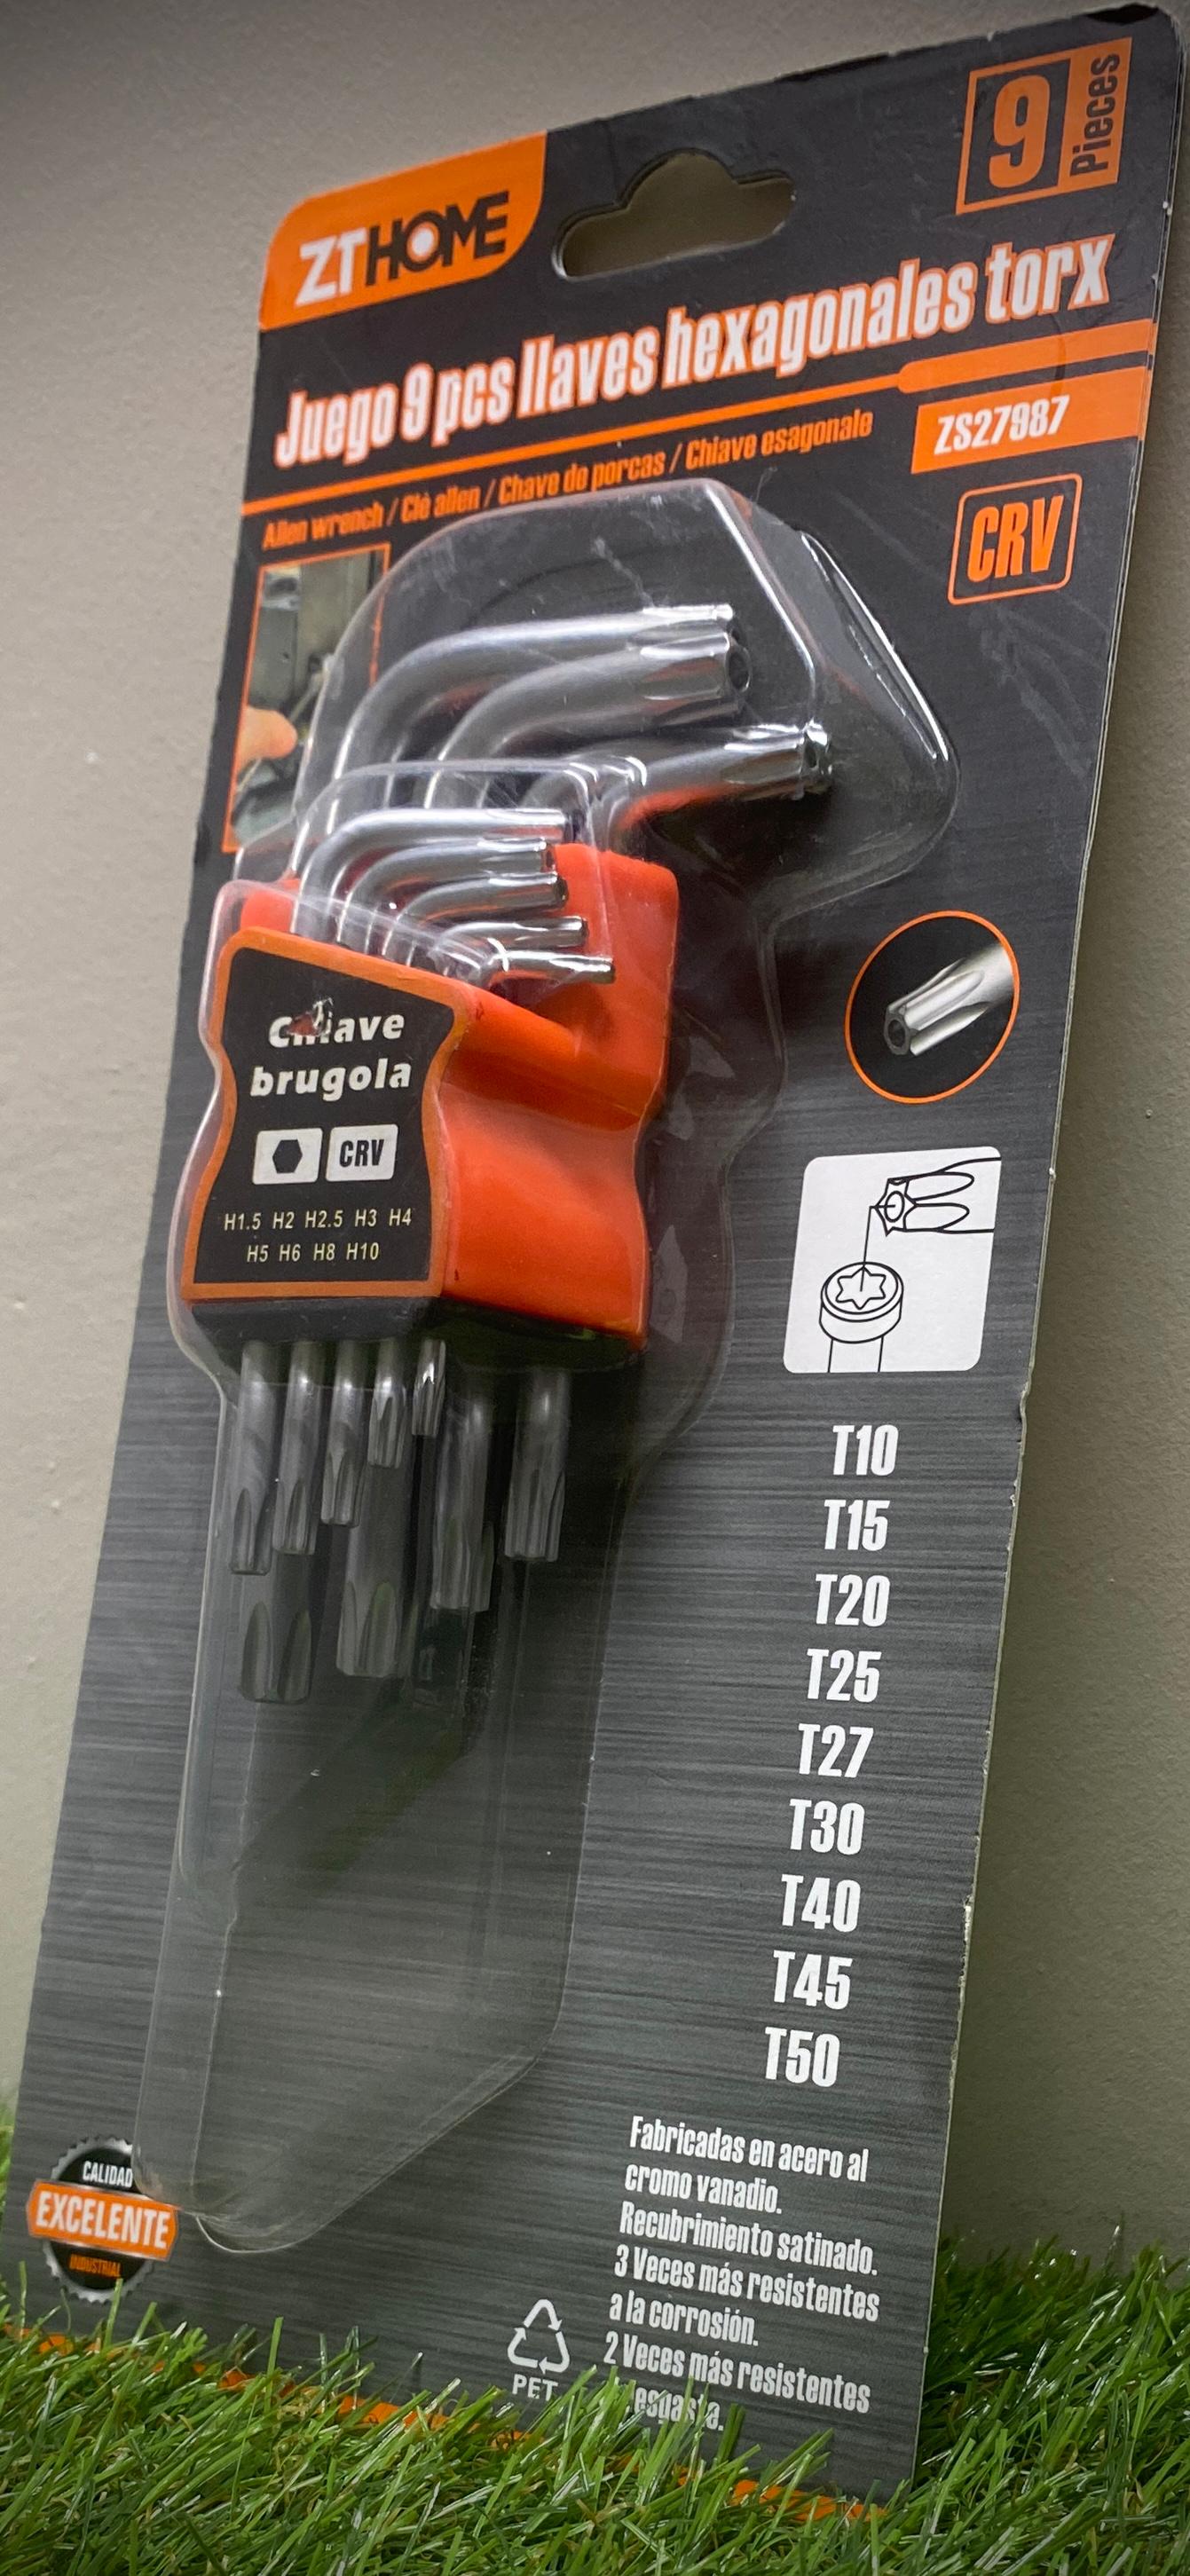 ZTHOME
9
Pieces
Juego 9 pcs llaves hexagonales torx
Allen wrench / Clè allen / Chave de porcas / Chiave esagonale
ZS27987
CRV
Chiave
brugola
CRV
H1.5 H2 H2.5 H3 H4
H5 H6 H8 H10
T10
T15
T20
T25
T27
T30
T40
T45
T50
Fabricadas en acero al
cromo vanadio.
Recubrimiento satinado.
3 Veces más resistentes
a la corrosión.
2 Veces más resistentes
CALIDAD
EXCELENTE
INDUSTRIAL
PET